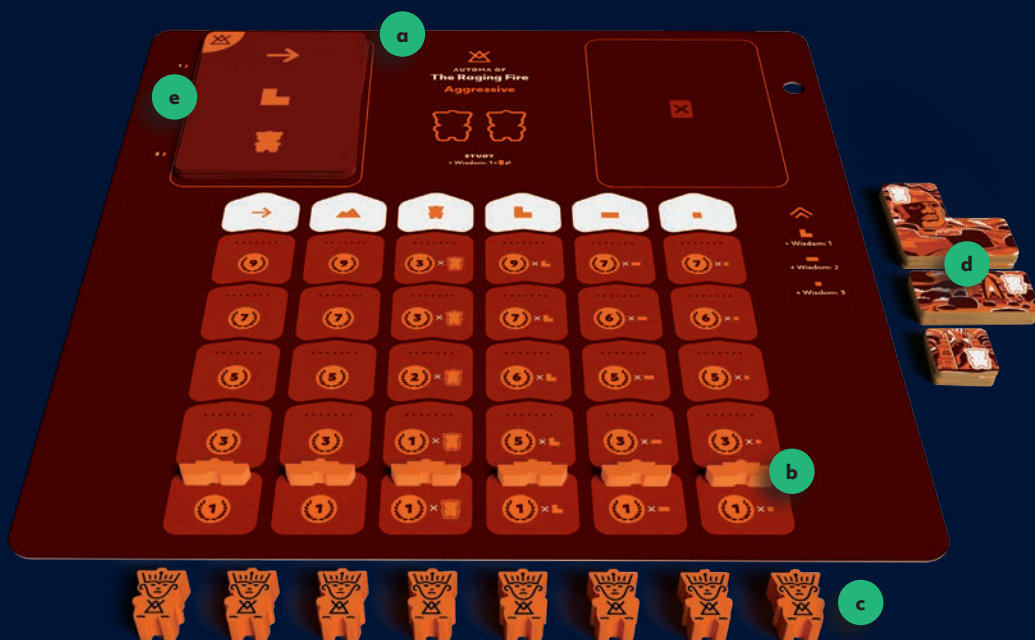 a
e
AUTOMA OF
The Raging Fire
Aggressive
STUDY
+ Wisdom: 1×
+ Wisdom: 1
+ Wisdom: 2
+ Wisdom: 3
d
9 9 3 × 9 × 7 × 7 ×
7 7 3 × 7 × 6 × 6 ×
5 5 2 × 6 × 5 × 5 ×
3 3 1 × 5 × 3 × 3 ×
b
1 1 1 × 1 × 1 × 1 ×
c